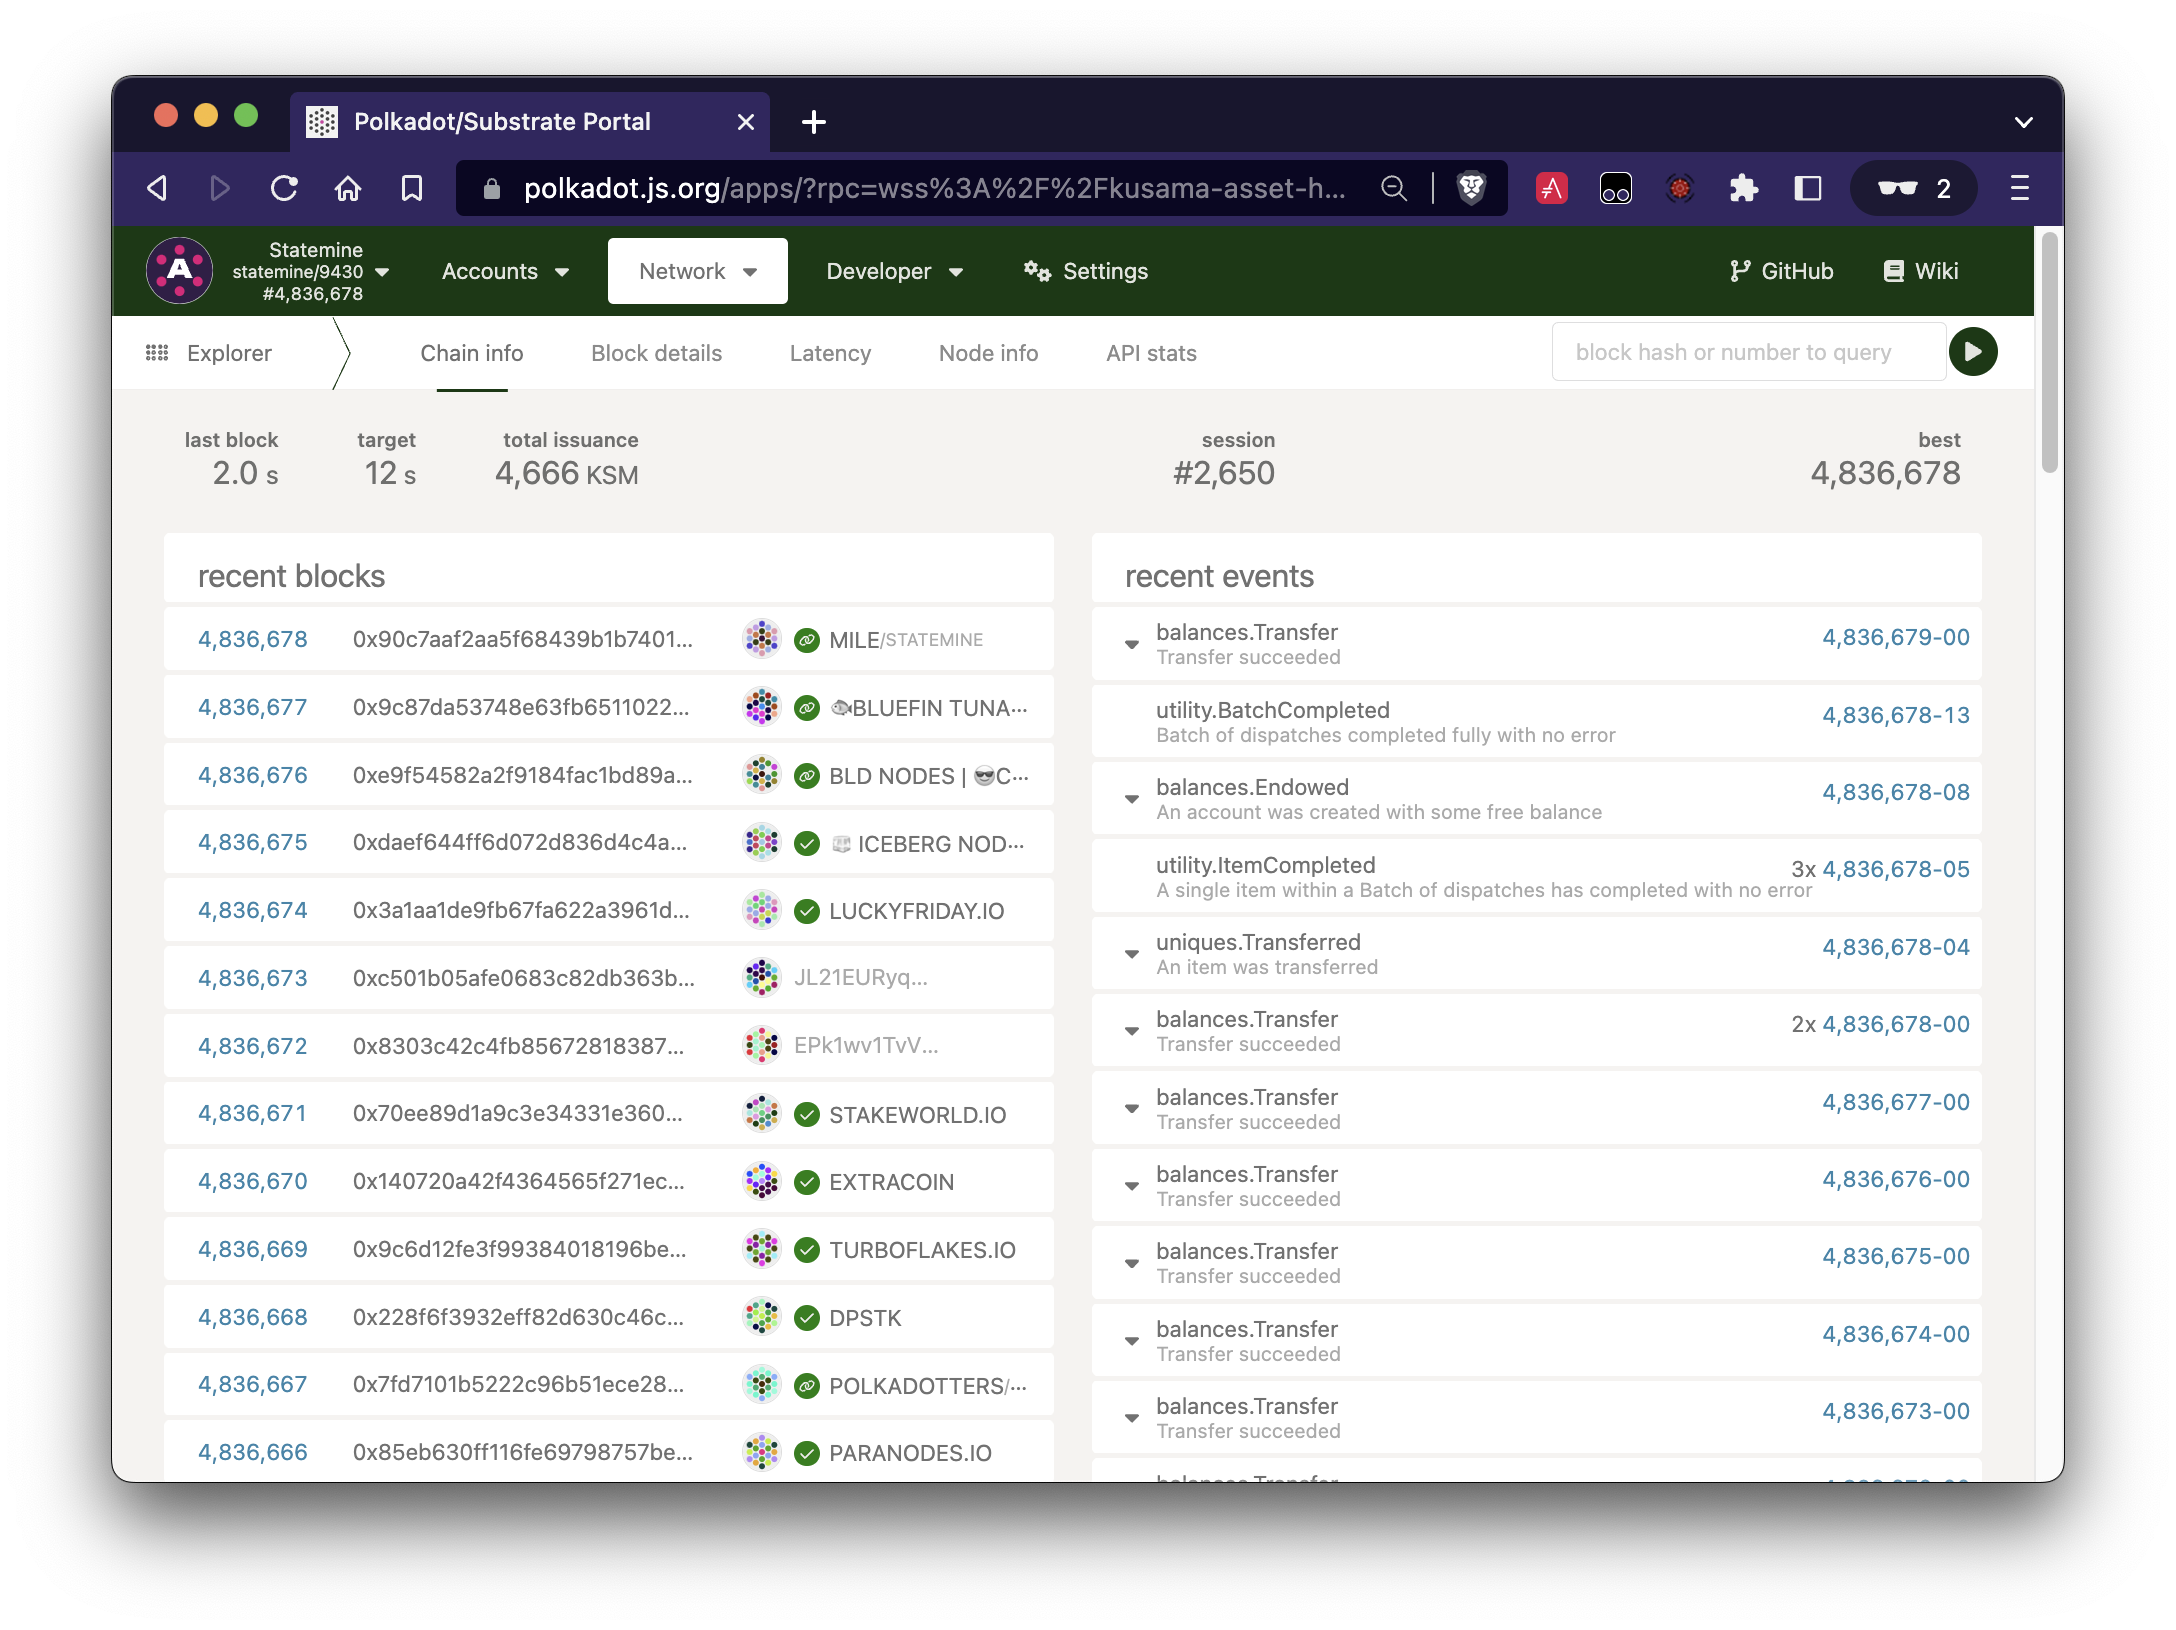 Polkadot/Substrate Portal
polkadot.js.org/apps/?rpc=wss%3A%2F%2Fkusama-asset-h...
2
Statemine
statemine/9430
#4,836,678
Accounts
Network
Developer
Settings
GitHub
Wiki
Explorer
Chain info
Block details
Latency
Node info
API stats
block hash or number to query
last block
2.0 s
target
12 s
total issuance
4,666 KSM
session
#2,650
best
4,836,678
recent blocks
4,836,678 0x90c7aaf2aa5f68439b1b7401... MILE/STATEMINE
4,836,677 0x9c87da53748e63fb6511022... 🐟BLUEFIN TUNA...
4,836,676 0xe9f54582a2f9184fac1bd89a... BLD NODES | 😎C...
4,836,675 0xdaef644ff6d072d836d4c4a... 🧊 ICEBERG NOD...
4,836,674 0x3a1aa1de9fb67fa622a3961d... LUCKYFRIDAY.IO
4,836,673 0xc501b05afe0683c82db363b... JL21EURyq...
4,836,672 0x8303c42c4fb85672818387... EPk1wv1TvV...
4,836,671 0x70ee89d1a9c3e34331e360... STAKEWORLD.IO
4,836,670 0x140720a42f4364565f271ec... EXTRACOIN
4,836,669 0x9c6d12fe3f99384018196be... TURBOFLAKES.IO
4,836,668 0x228f6f3932eff82d630c46c... DPSTK
4,836,667 0x7fd7101b5222c96b51ece28... POLKADOTTERS/...
4,836,666 0x85eb630ff116fe69798757be... PARANODES.IO
recent events
balances.Transfer 4,836,679-00
Transfer succeeded
utility.BatchCompleted 4,836,678-13
Batch of dispatches completed fully with no error
balances.Endowed 4,836,678-08
An account was created with some free balance
utility.ItemCompleted 3x 4,836,678-05
A single item within a Batch of dispatches has completed with no error
uniques.Transferred 4,836,678-04
An item was transferred
balances.Transfer 2x 4,836,678-00
Transfer succeeded
balances.Transfer 4,836,677-00
Transfer succeeded
balances.Transfer 4,836,676-00
Transfer succeeded
balances.Transfer 4,836,675-00
Transfer succeeded
balances.Transfer 4,836,674-00
Transfer succeeded
balances.Transfer 4,836,673-00
Transfer succeeded